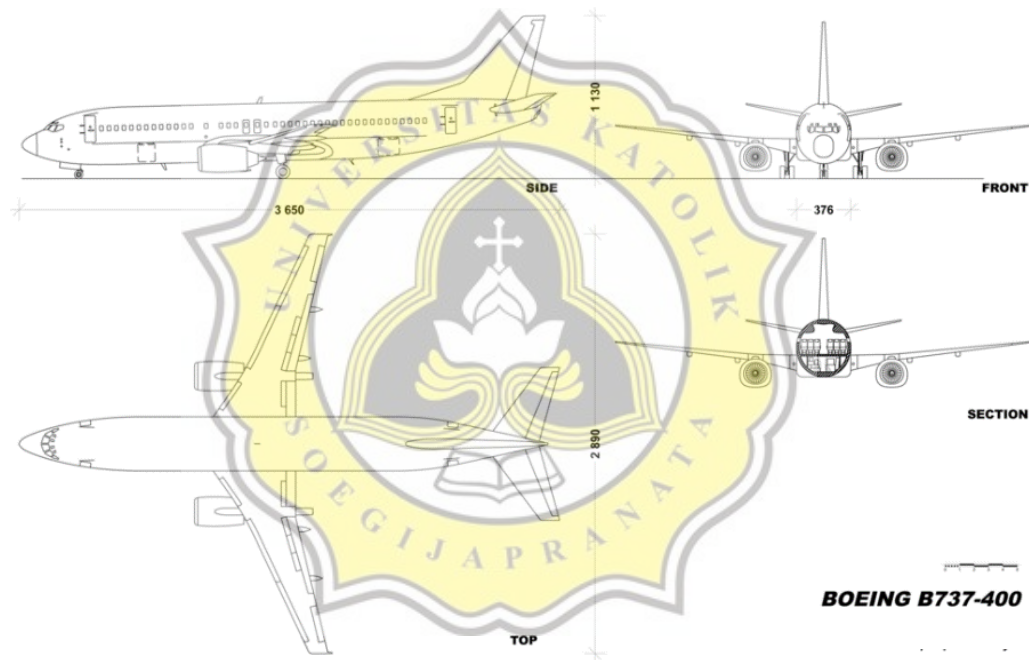 1 130
SIDE
FRONT
3 650
376
UNIVERSITAS KATOLIK
SOEGIJAPRANATA
2 890
SECTION
BOEING B737-400
TOP